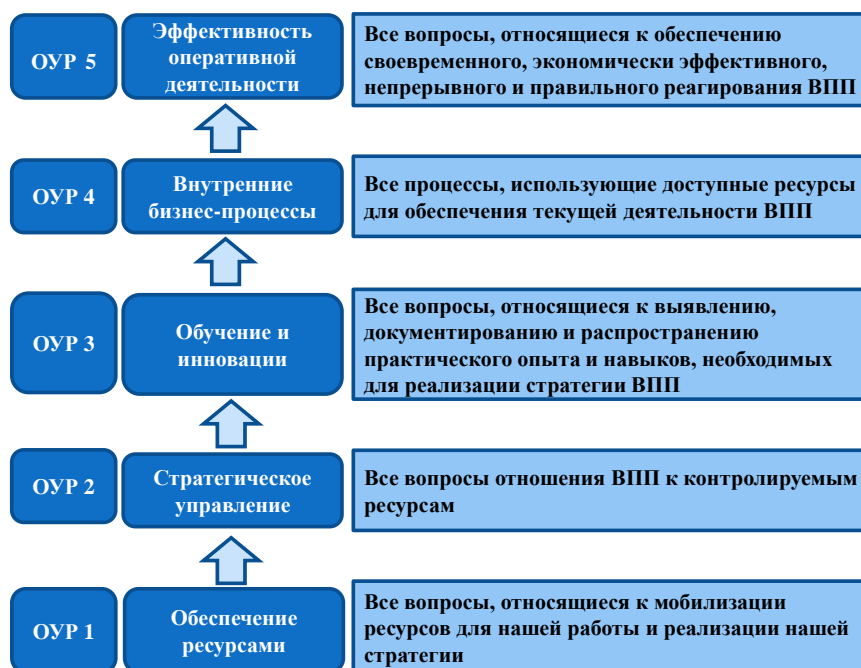 ОУР 5
Эффективность
оперативной
деятельности
Все вопросы, относящиеся к обеспечению
своевременного, экономически эффективного,
непрерывного и правильного реагирования ВПП
ОУР 4
Внутренние
бизнес-процессы
Все процессы, использующие доступные ресурсы
для обеспечения текущей деятельности ВПП
ОУР 3
Обучение и
инновации
Все вопросы, относящиеся к выявлению,
документированию и распространению
практического опыта и навыков, необходимых
для реализации стратегии ВПП
ОУР 2
Стратегическое
управление
Все вопросы отношения ВПП к контролируемым
ресурсам
ОУР 1
Обеспечение
ресурсами
Все вопросы, относящиеся к мобилизации
ресурсов для нашей работы и реализации нашей
стратегии